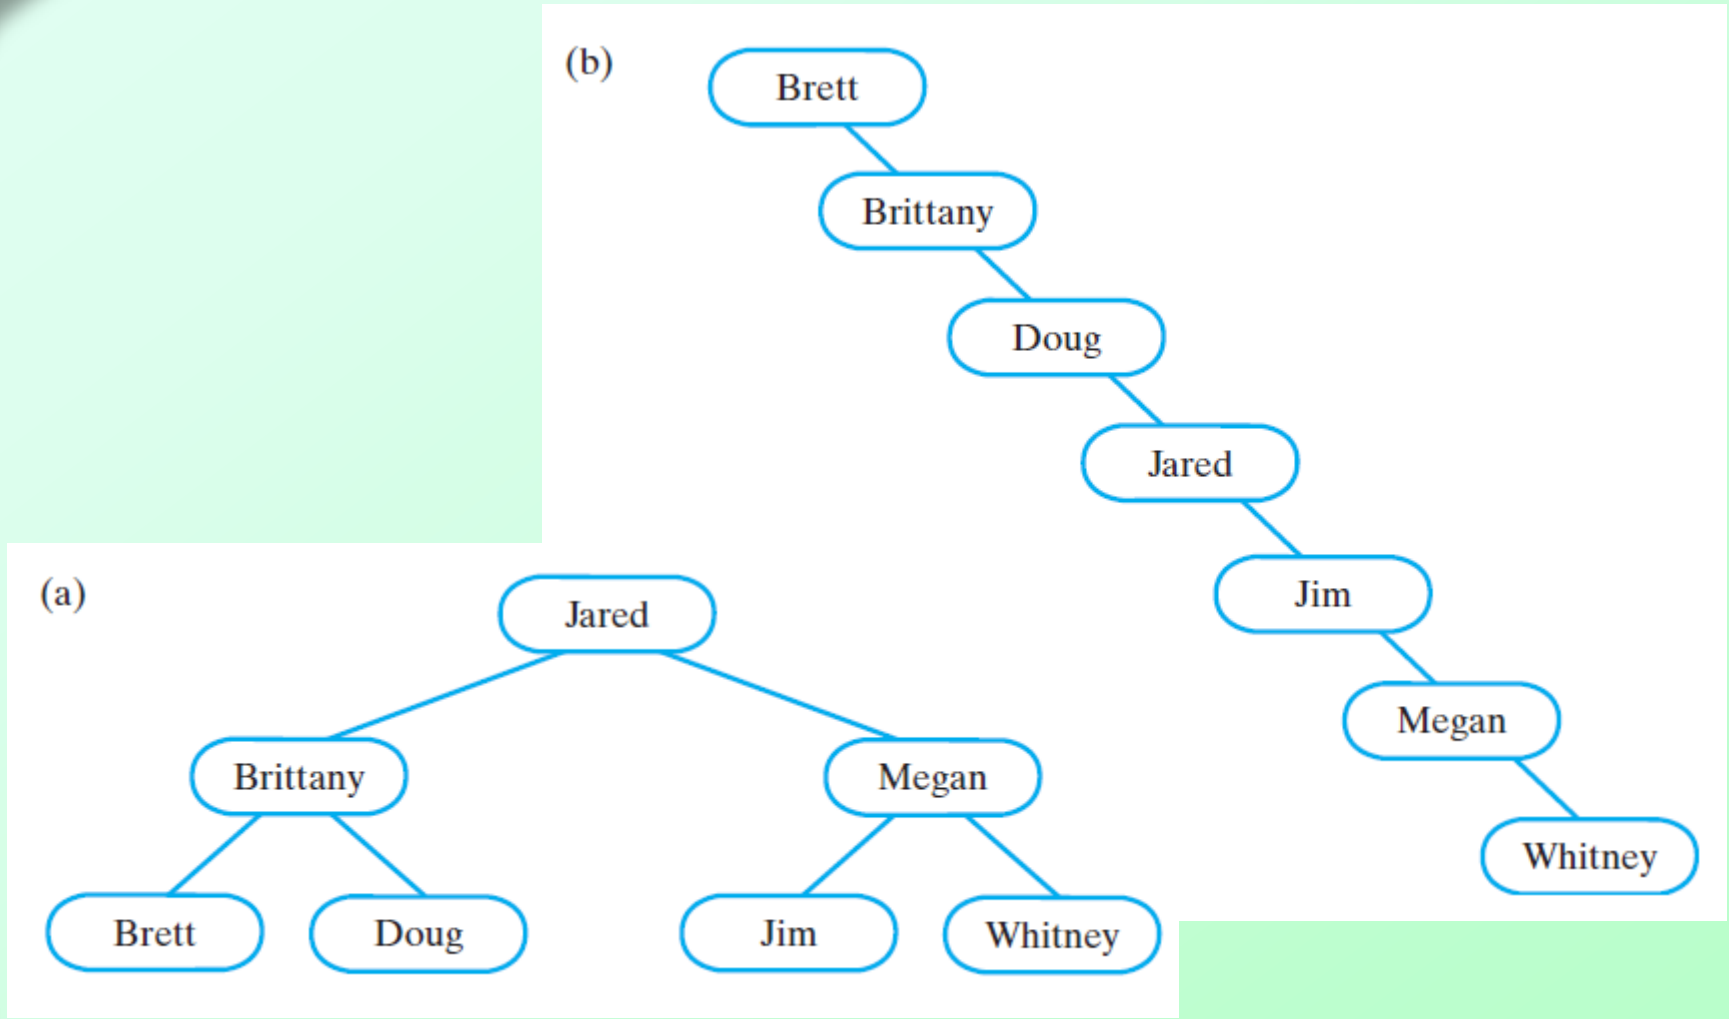 (b)
Brett
Brittany
Doug
Jared
Jim
Megan
Whitney
(a)
Jared
Brittany Megan
Brett Doug Jim Whitney